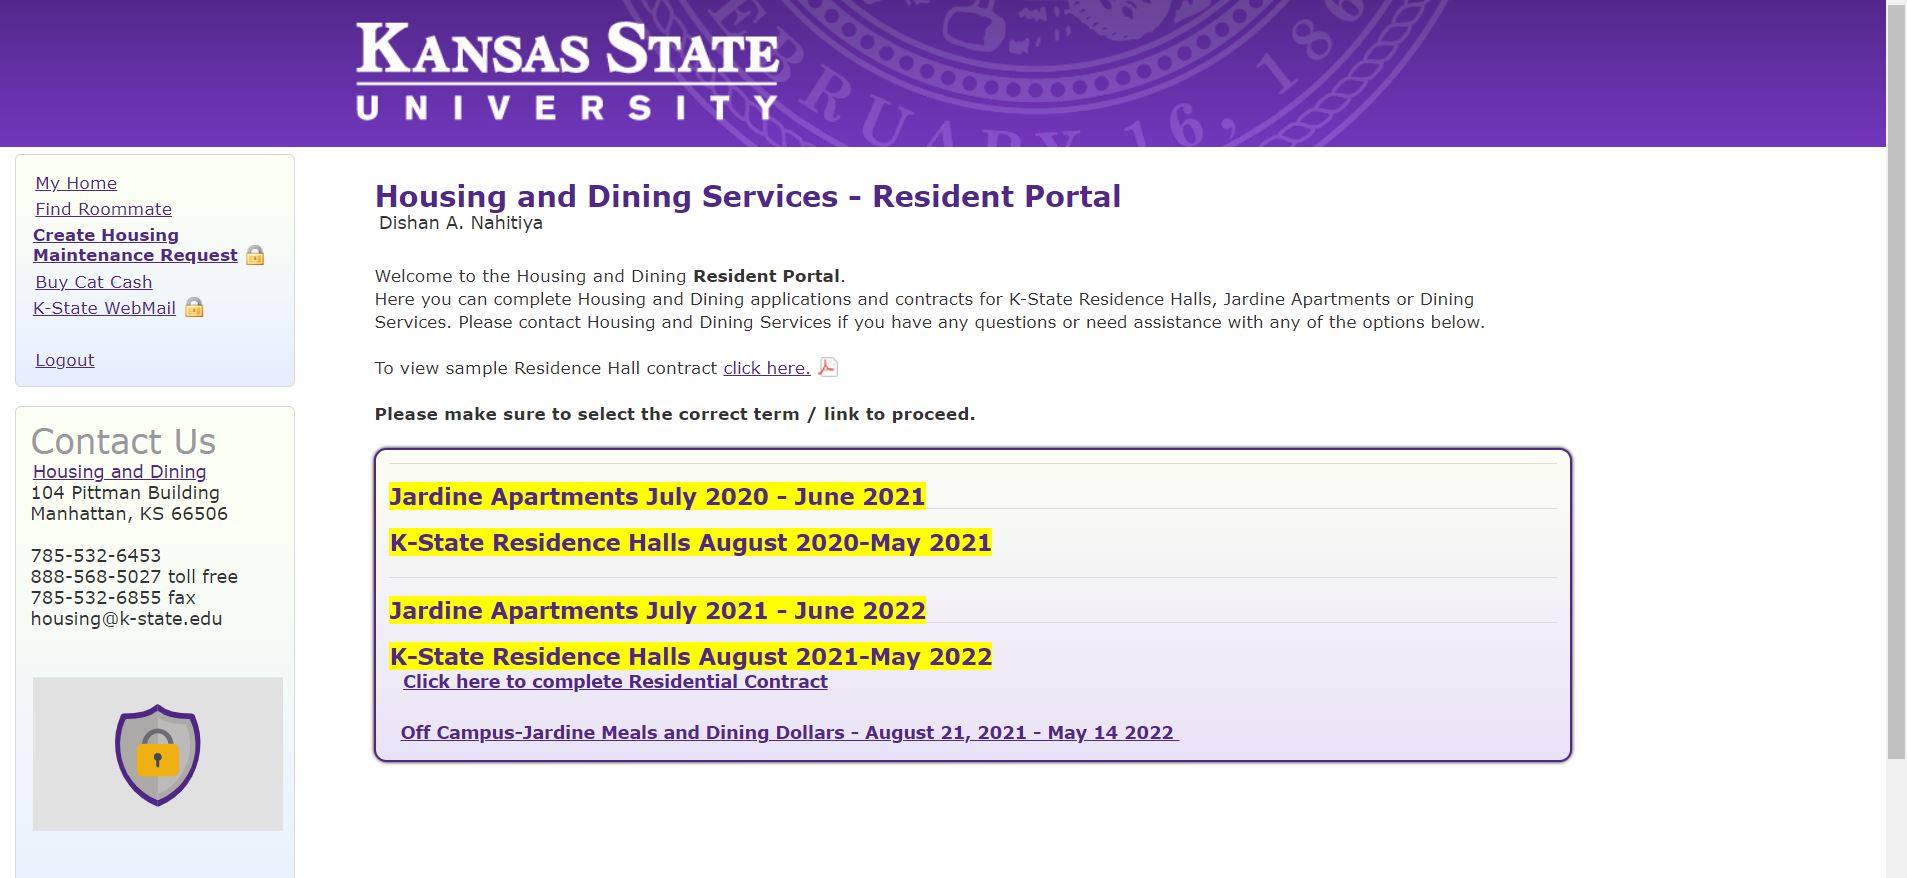 KANSAS STATE
UNIVERSITY
EBRUARY 16, 186
My Home
Find Roommate
Create Housing
Maintenance Request
Buy Cat Cash
K-State WebMail
Logout
Contact Us
Housing and Dining
104 Pittman Building
Manhattan, KS 66506
785-532-6453
888-568-5027 toll free
785-532-6855 fax
housing@k-state.edu
Housing and Dining Services - Resident Portal
Dishan A. Nahitiya
Welcome to the Housing and Dining Resident Portal.
Here you can complete Housing and Dining applications and contracts for K-State Residence Halls, Jardine Apartments or Dining
Services. Please contact Housing and Dining Services if you have any questions or need assistance with any of the options below.
To view sample Residence Hall contract click here.
Please make sure to select the correct term / link to proceed.
Jardine Apartments July 2020 - June 2021
K-State Residence Halls August 2020-May 2021
Jardine Apartments July 2021 - June 2022
K-State Residence Halls August 2021-May 2022
Click here to complete Residential Contract
Off Campus-Jardine Meals and Dining Dollars - August 21, 2021 - May 14 2022